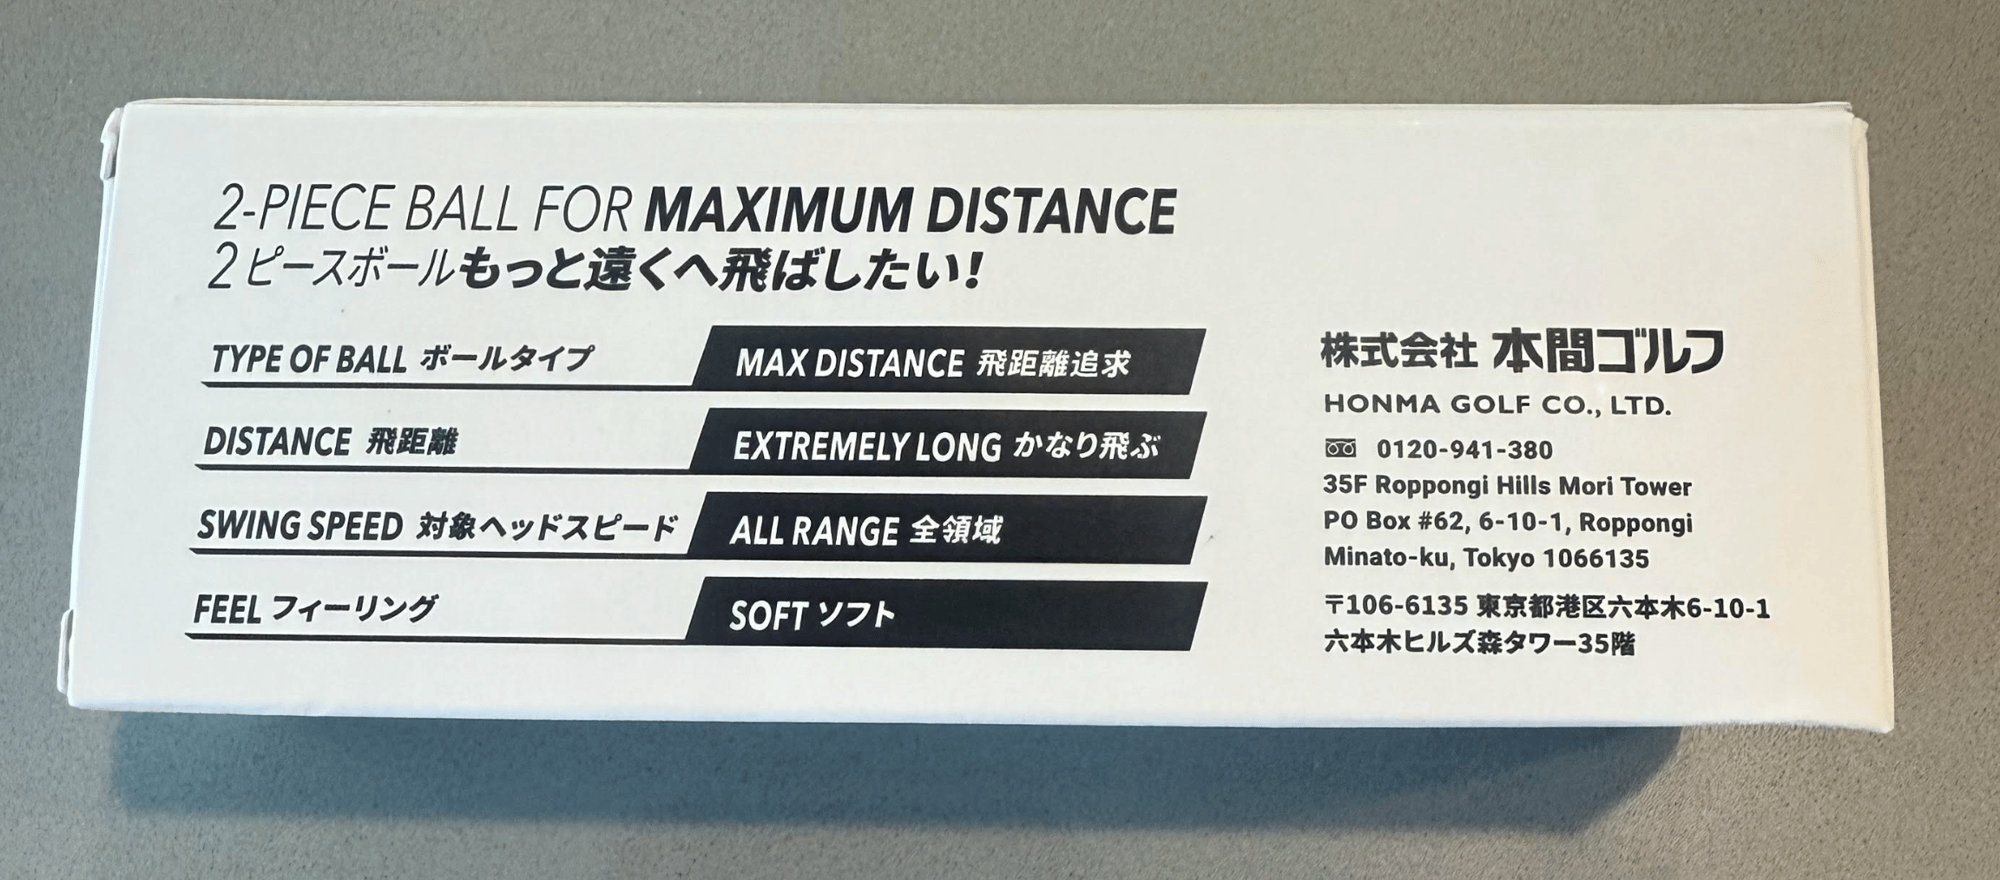 2-PIECE BALL FOR MAXIMUM DISTANCE
2ピースボールもっと遠くへ飛ばしたい!
TYPE OF BALL ボールタイプ MAX DISTANCE 飛距離追求
DISTANCE 飛距離 EXTREMELY LONG かなり飛ぶ
SWING SPEED 対象ヘッドスピード ALL RANGE 全領域
FEEL フィーリング SOFT ソフト
株式会社 本間ゴルフ
HONMA GOLF CO., LTD.
0120-941-380
35F Roppongi Hills Mori Tower
PO Box #62, 6-10-1, Roppongi
Minato-ku, Tokyo 1066135
〒106-6135 東京都港区六本木6-10-1
六本木ヒルズ森タワー35階